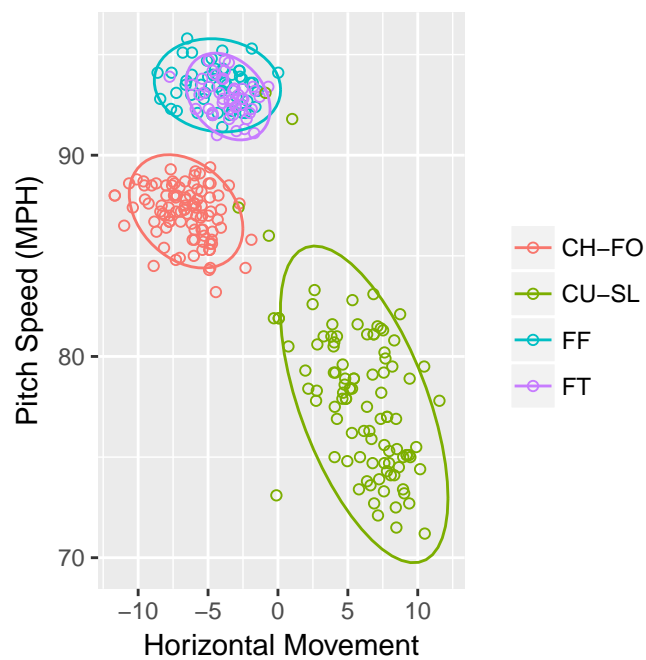 Pitch Speed (MPH)
90
80
70
−10 −5 0 5 10
Horizontal Movement
CH−FO
CU−SL
FF
FT